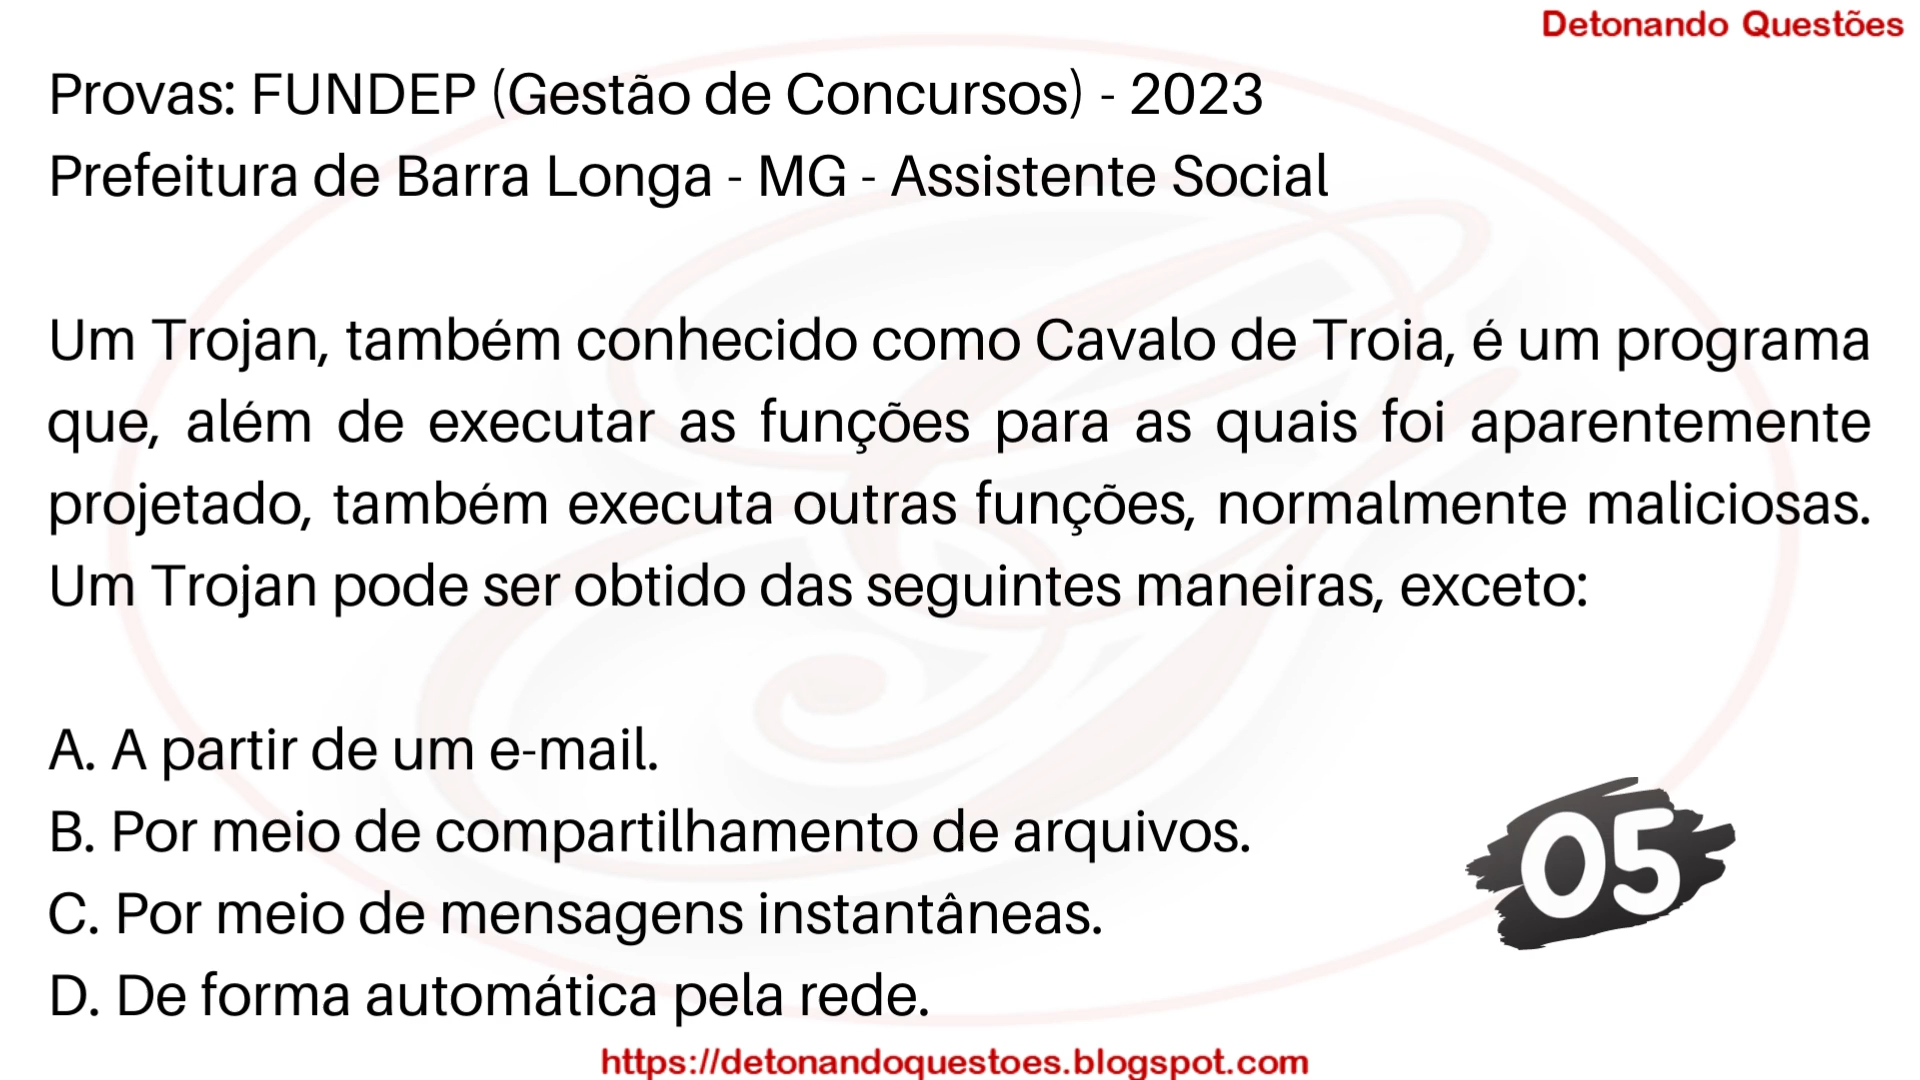 Detonando Questões
Provas: FUNDEP (Gestão de Concursos) - 2023
Prefeitura de Barra Longa - MG - Assistente Social
Um Trojan, também conhecido como Cavalo de Troia, é um programa
que, além de executar as funções para as quais foi aparentemente
projetado, também executa outras funções, normalmente maliciosas.
Um Trojan pode ser obtido das seguintes maneiras, exceto:
A. A partir de um e-mail.
B. Por meio de compartilhamento de arquivos.
C. Por meio de mensagens instantâneas.
D. De forma automática pela rede.
05
https://detonandoquestoes.blogspot.com